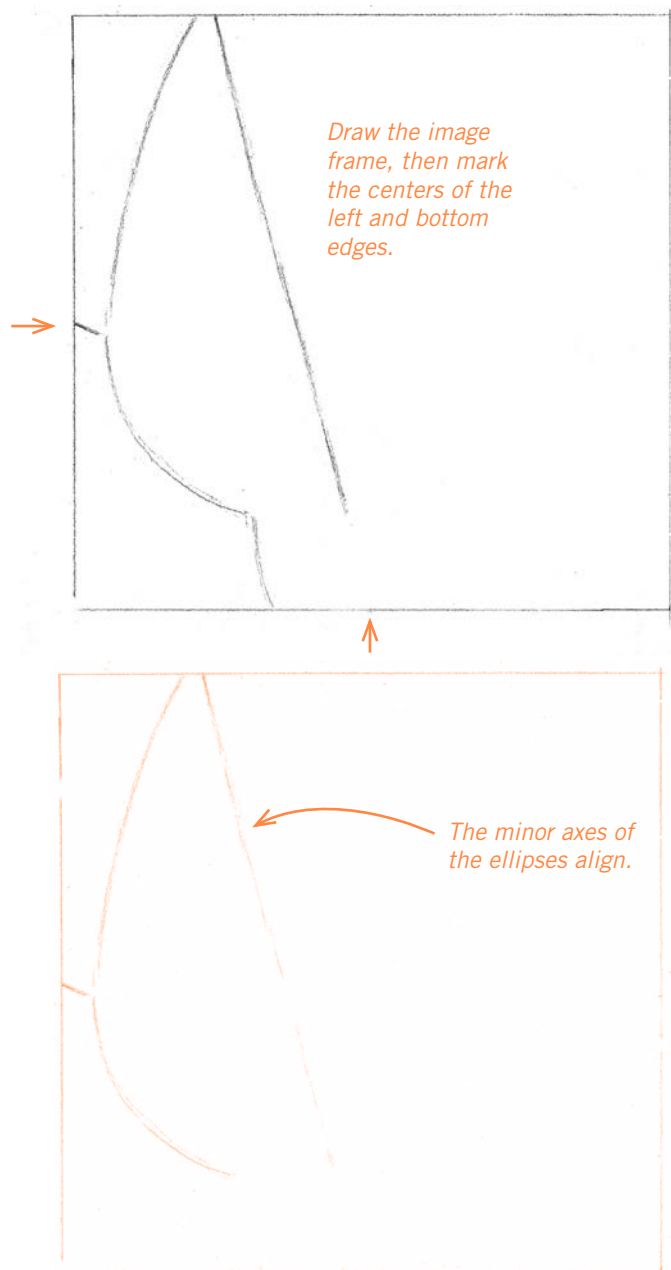 Draw the image
frame, then mark
the centers of the
left and bottom
edges.
The minor axes of
the ellipses align.